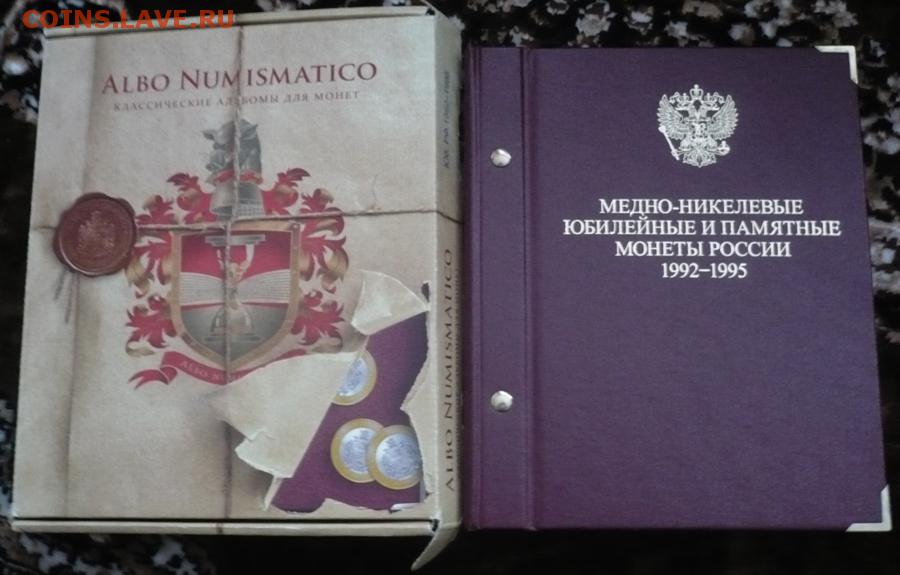 COINS.LAVE.RU
ALBO NUMISMATICO
КЛАССИЧЕСКИЕ АЛЬБОМЫ ДЛЯ МОНЕТ
ALBO NUMISMATICO
МЕДНО-НИКЕЛЕВЫЕ
ЮБИЛЕЙНЫЕ И ПАМЯТНЫЕ
МОНЕТЫ РОССИИ
1992–1995